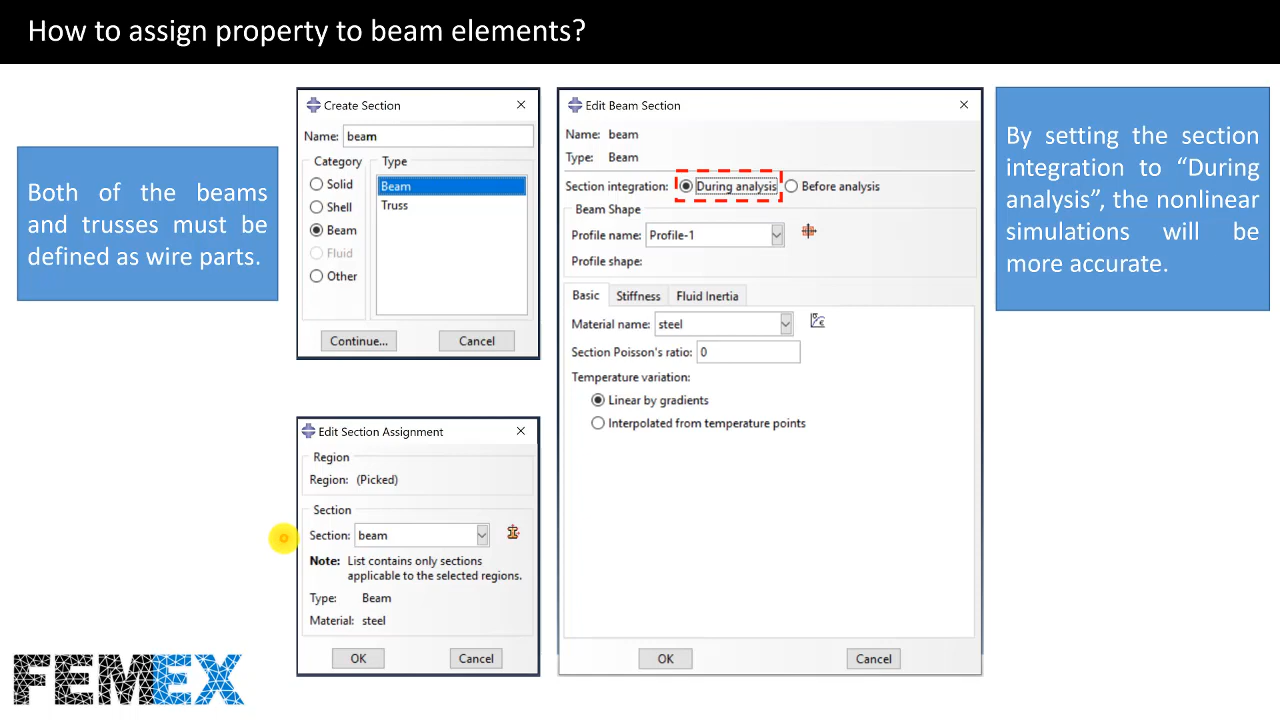 How to assign property to beam elements?
Both of the beams
and trusses must be
defined as wire parts.
Create Section
Name: beam
Category
Type
Solid
Shell
Beam
Fluid
Other
Beam
Truss
Continue...
Cancel
Edit Section Assignment
Region
Region: (Picked)
Section
Section: beam
Note: List contains only sections
applicable to the selected regions.
Type: Beam
Material: steel
OK
Cancel
Edit Beam Section
Name: beam
Type: Beam
Section integration: During analysis Before analysis
Beam Shape
Profile name: Profile-1
Profile shape:
Basic Stiffness Fluid Inertia
Material name: steel
Section Poisson's ratio: 0
Temperature variation:
Linear by gradients
Interpolated from temperature points
OK
Cancel
By setting the section
integration to “During
analysis”, the nonlinear
simulations will be
more accurate.
FEMEX